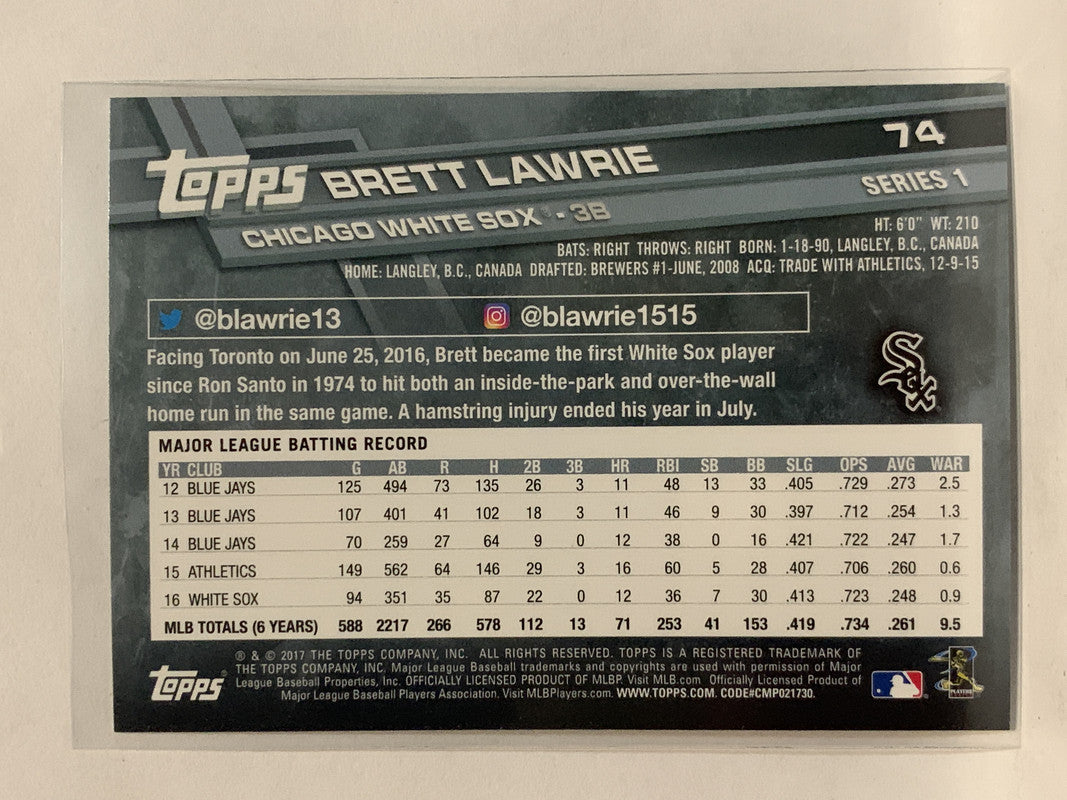 74
TOPPS BRETT LAWRIE
SERIES 1
CHICAGO WHITE SOX - 3B
HT: 6'0" WT: 210
BATS: RIGHT THROWS: RIGHT BORN: 1-18-90, LANGLEY, B.C., CANADA
HOME: LANGLEY, B.C., CANADA DRAFTED: BREWERS #1-JUNE, 2008 ACQ: TRADE WITH ATHLETICS, 12-9-15
@blawrie13 @blawrie1515
Facing Toronto on June 25, 2016, Brett became the first White Sox player
since Ron Santo in 1974 to hit both an inside-the-park and over-the-wall
home run in the same game. A hamstring injury ended his year in July.
Sox
MAJOR LEAGUE BATTING RECORD
YR CLUB G AB R H 2B 3B HR RBI SB BB SLG OPS AVG WAR
12 BLUE JAYS 125 494 73 135 26 3 11 48 13 33 .405 .729 .273 2.5
13 BLUE JAYS 107 401 41 102 18 3 11 46 9 30 .397 .712 .254 1.3
14 BLUE JAYS 70 259 27 64 9 0 12 38 0 16 .421 .722 .247 1.7
15 ATHLETICS 149 562 64 146 29 3 16 60 5 28 .407 .706 .260 0.6
16 WHITE SOX 94 351 35 87 22 0 12 36 7 30 .413 .723 .248 0.9
MLB TOTALS (6 YEARS) 588 2217 266 578 112 13 71 253 41 153 .419 .734 .261 9.5
® & © 2017 THE TOPPS COMPANY, INC. ALL RIGHTS RESERVED. TOPPS IS A REGISTERED TRADEMARK OF
THE TOPPS COMPANY, INC. Major League Baseball trademarks and copyrights are used with permission of Major
League Baseball Properties, Inc. OFFICIALLY LICENSED PRODUCT OF MLBP. Visit MLB.com Officially Licensed Product of
Major League Baseball Players Association. Visit MLBPlayers.com. WWW.TOPPS.COM. CODE#CMP021730.
TOPPS
PLAYERS